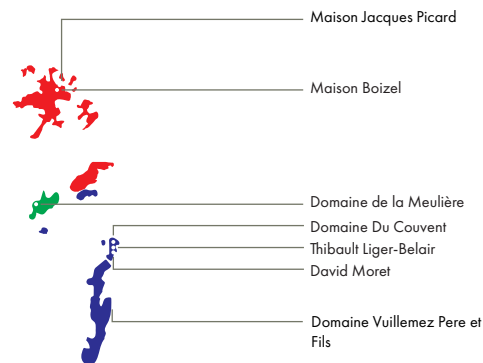 Maison Jacques Picard
Maison Boizel
Domaine de la Meulière
Domaine Du Couvent
Thibault Liger-Belair
David Moret
Domaine Vuillemez Pere et
Fils